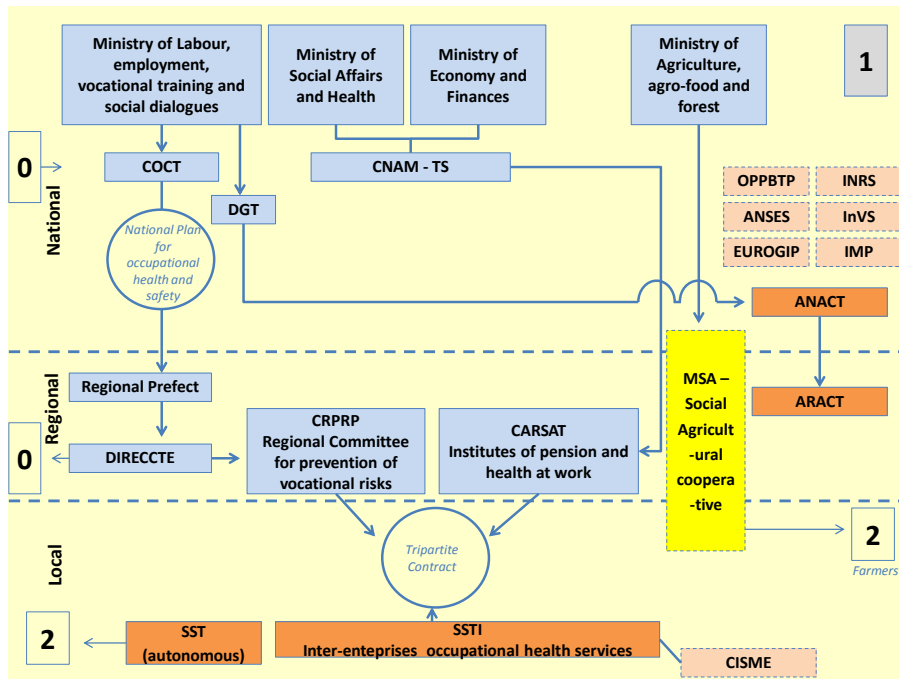 Ministry of Labour,
employment,
vocational training and
social dialogues
Ministry of
Social Affairs
and Health
Ministry of
Economy and
Finances
Ministry of
Agriculture,
agro-food and
forest
1
0
National
COCT
CNAM - TS
DGT
National Plan
for
occupational
health and
safety
OPPBTP
INRS
ANSES
InVS
EUROGIP
IMP
ANACT
Regional
Regional Prefect
MSA –
Social
Agricult
-ural
coopera
-tive
ARACT
0
DIRECCTE
CRPRP
Regional Committee
for prevention of
vocational risks
CARSAT
Institutes of pension and
health at work
2
Farmers
Local
Tripartite
Contract
2
SST
(autonomous)
SSTI
Inter-enteprises occupational health services
CISME